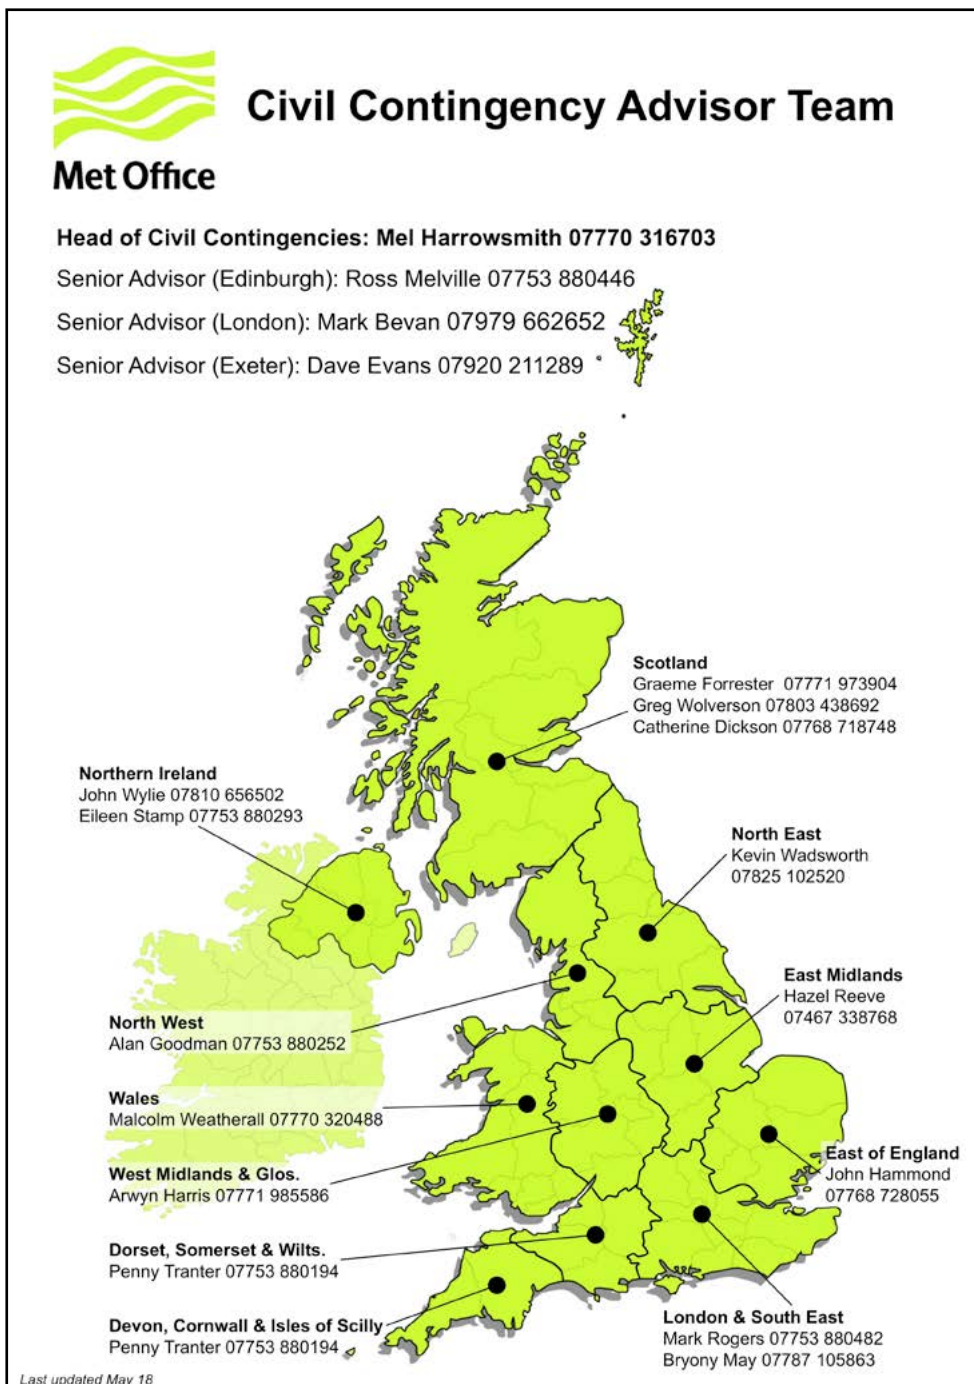 Civil Contingency Advisor Team
Met Office
Head of Civil Contingencies: Mel Harrowsmith 07770 316703
Senior Advisor (Edinburgh): Ross Melville 07753 880446
Senior Advisor (London): Mark Bevan 07979 662652
Senior Advisor (Exeter): Dave Evans 07920 211289
Scotland
Graeme Forrester 07771 973904
Greg Wolverson 07803 438692
Catherine Dickson 07768 718748
Northern Ireland
John Wylie 07810 656502
Eileen Stamp 07753 880293
North East
Kevin Wadsworth
07825 102520
East Midlands
Hazel Reeve
07467 338768
North West
Alan Goodman 07753 880252
Wales
Malcolm Weatherall 07770 320488
East of England
John Hammond
07768 728055
West Midlands & Glos.
Arwyn Harris 07771 985586
Dorset, Somerset & Wilts.
Penny Tranter 07753 880194
London & South East
Mark Rogers 07753 880482
Bryony May 07787 105863
Devon, Cornwall & Isles of Scilly
Penny Tranter 07753 880194
Last updated May 18